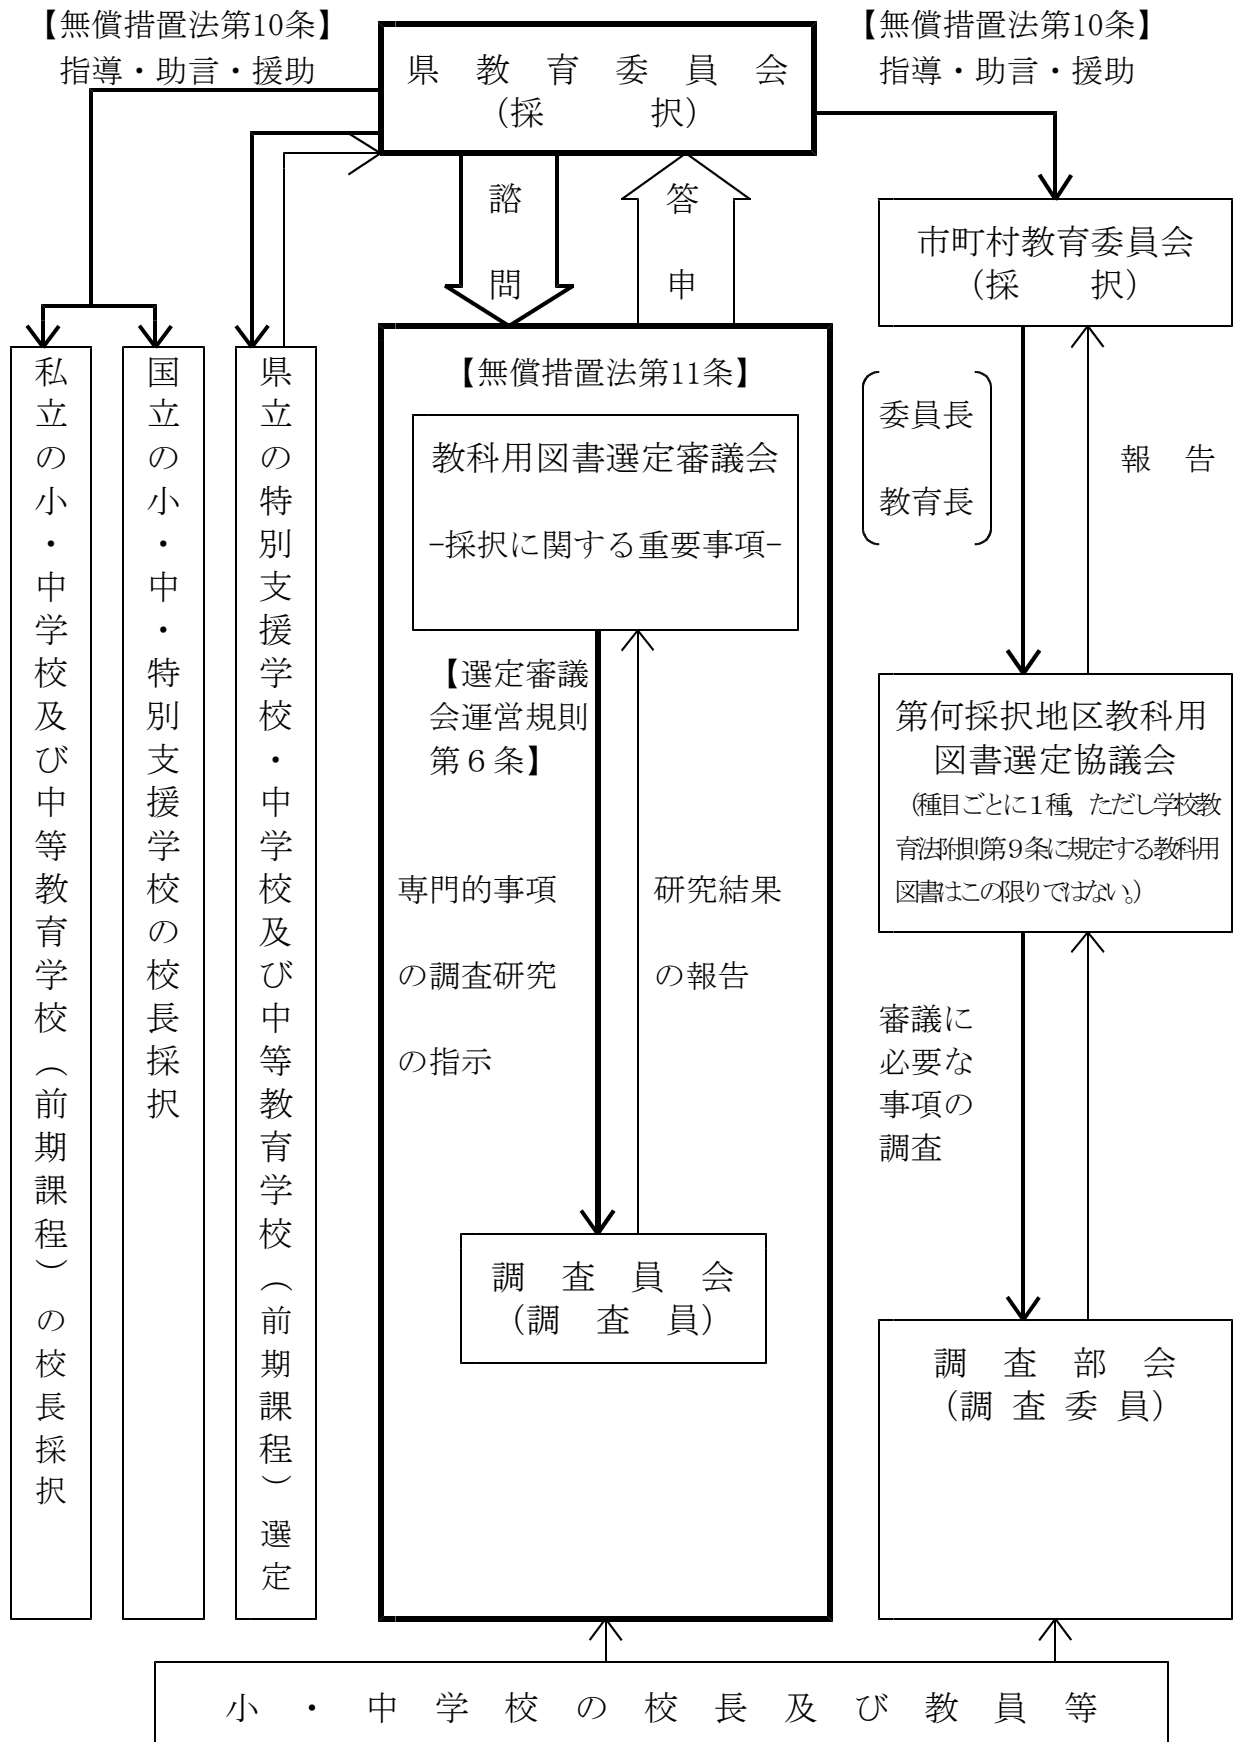 【無償措置法第10条】
指導・助言・援助
県教育委員会
（採　　択）
【無償措置法第10条】
指導・助言・援助
諮問
答申
市町村教育委員会
（採　　択）
私立の小・中学校及び中等教育学校（前期課程）の校長採択
国立の小・中・特別支援学校の校長採択
県立の特別支援学校・中学校及び中等教育学校（前期課程）選定
【無償措置法第11条】
教科用図書選定審議会
−採択に関する重要事項−
【選定審議
会運営規則
第６条】
専門的事項
の調査研究
の指示
研究結果
の報告
調査員会
（調査員）
委員長
教育長
報告
第何採択地区教科用
図書選定協議会
（種目ごとに１種，ただし学校教
育法附則第９条に規定する教科用
図書はこの限りではない。）
審議に
必要な
事項の
調査
調査部会
（調査委員）
小・中学校の校長及び教員等